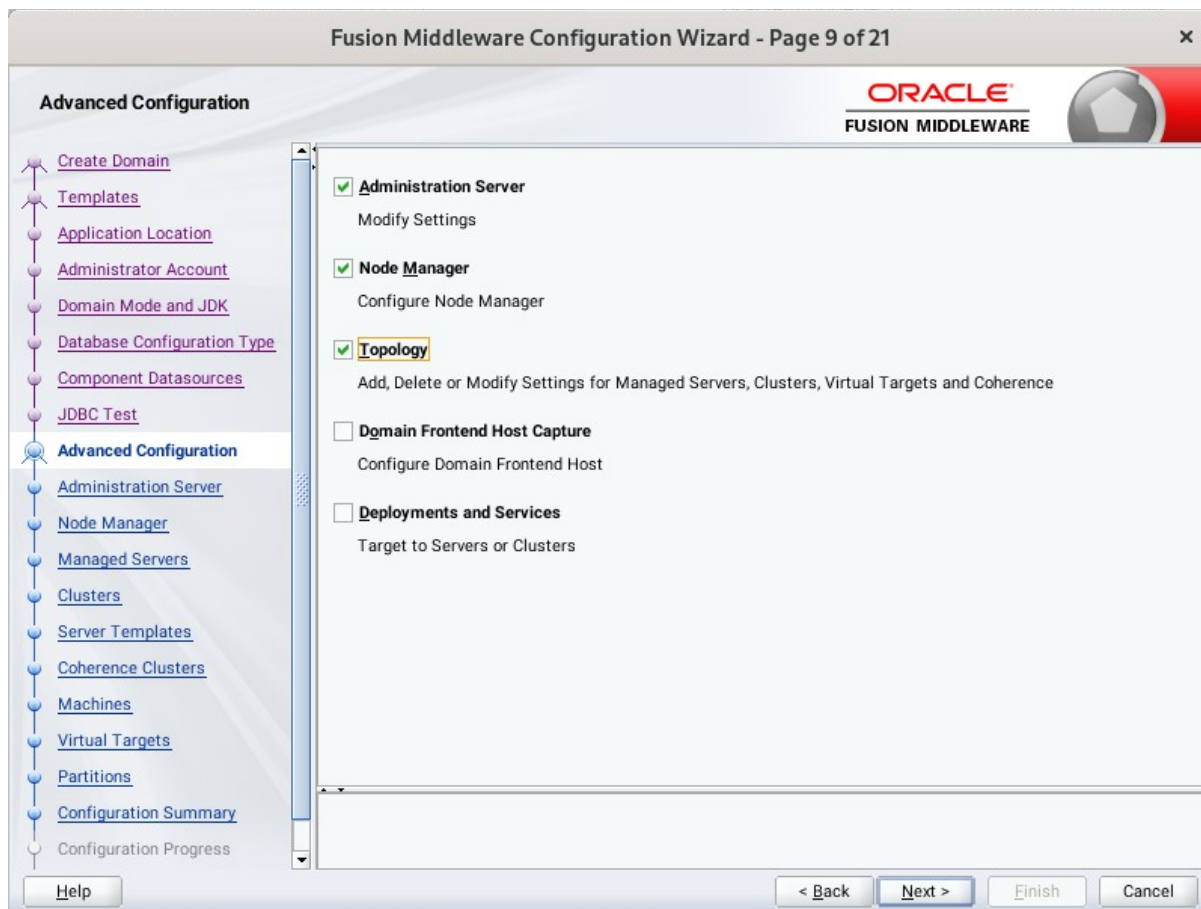 Fusion Middleware Configuration Wizard - Page 9 of 21
Advanced Configuration
ORACLE
FUSION MIDDLEWARE
Create Domain
Templates
Application Location
Administrator Account
Domain Mode and JDK
Database Configuration Type
Component Datasources
JDBC Test
Advanced Configuration
Administration Server
Node Manager
Managed Servers
Clusters
Server Templates
Coherence Clusters
Machines
Virtual Targets
Partitions
Configuration Summary
Configuration Progress
Administration Server
Modify Settings
Node Manager
Configure Node Manager
Topology
Add, Delete or Modify Settings for Managed Servers, Clusters, Virtual Targets and Coherence
Domain Frontend Host Capture
Configure Domain Frontend Host
Deployments and Services
Target to Servers or Clusters
Help
< Back
Next >
Finish
Cancel